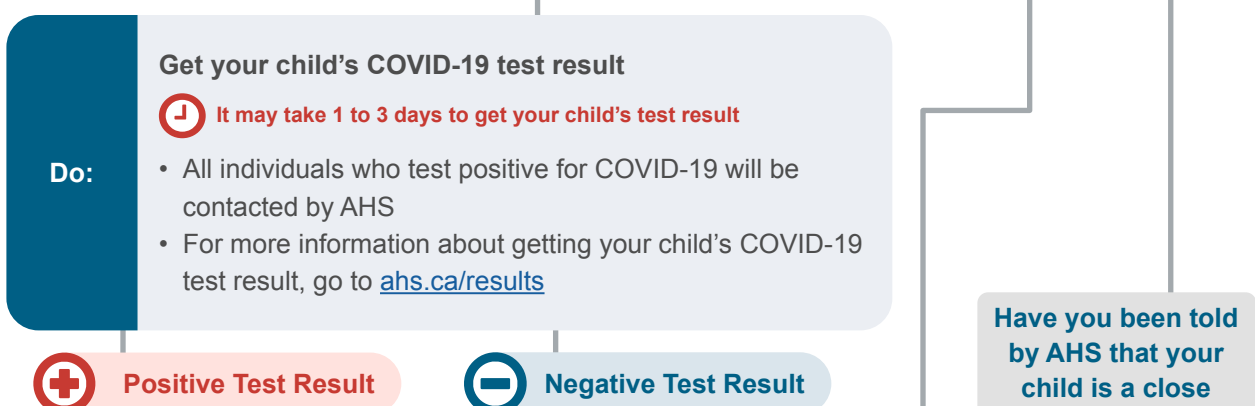 Get your child’s COVID-19 test result
It may take 1 to 3 days to get your child’s test result
Do:
• All individuals who test positive for COVID-19 will be
contacted by AHS
• For more information about getting your child’s COVID-19
test result, go to ahs.ca/results
Positive Test Result
Negative Test Result
Have you been told
by AHS that your
child is a close